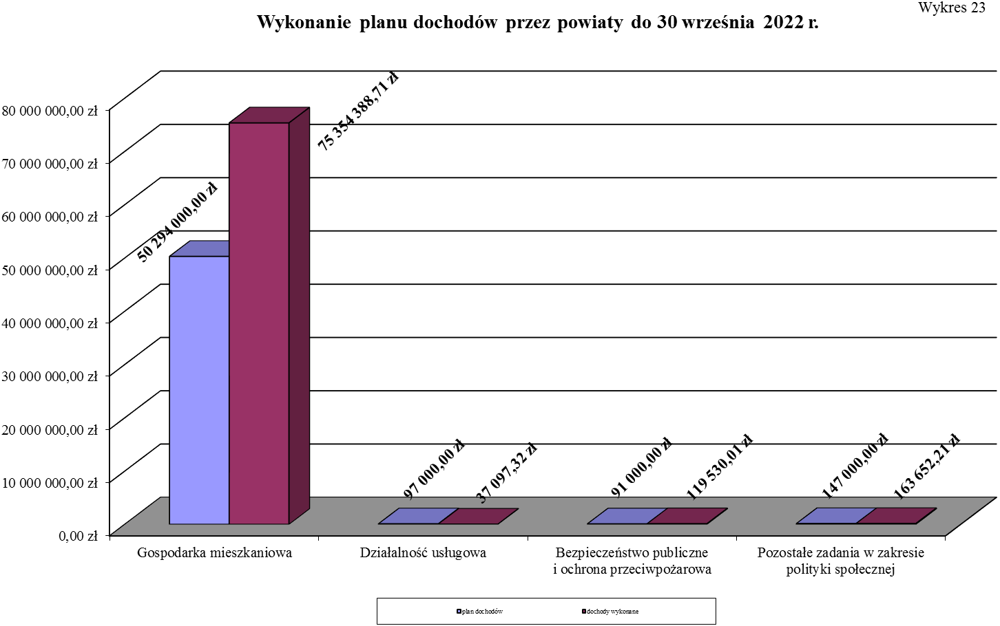 Wykres 23
Wykonanie planu dochodów przez powiaty do 30 września 2022 r.
80 000 000,00 zł
70 000 000,00 zł
60 000 000,00 zł
50 000 000,00 zł
40 000 000,00 zł
30 000 000,00 zł
20 000 000,00 zł
10 000 000,00 zł
0,00 zł
50 294 000,00 zł
75 354 388,71 zł
97 000,00 zł
37 097,32 zł
91 000,00 zł
119 530,01 zł
147 000,00 zł
163 652,21 zł
Gospodarka mieszkaniowa
Działalność usługowa
Bezpieczeństwo publiczne
i ochrona przeciwpożarowa
Pozostałe zadania w zakresie
polityki społecznej
plan dochodów
dochody wykonane